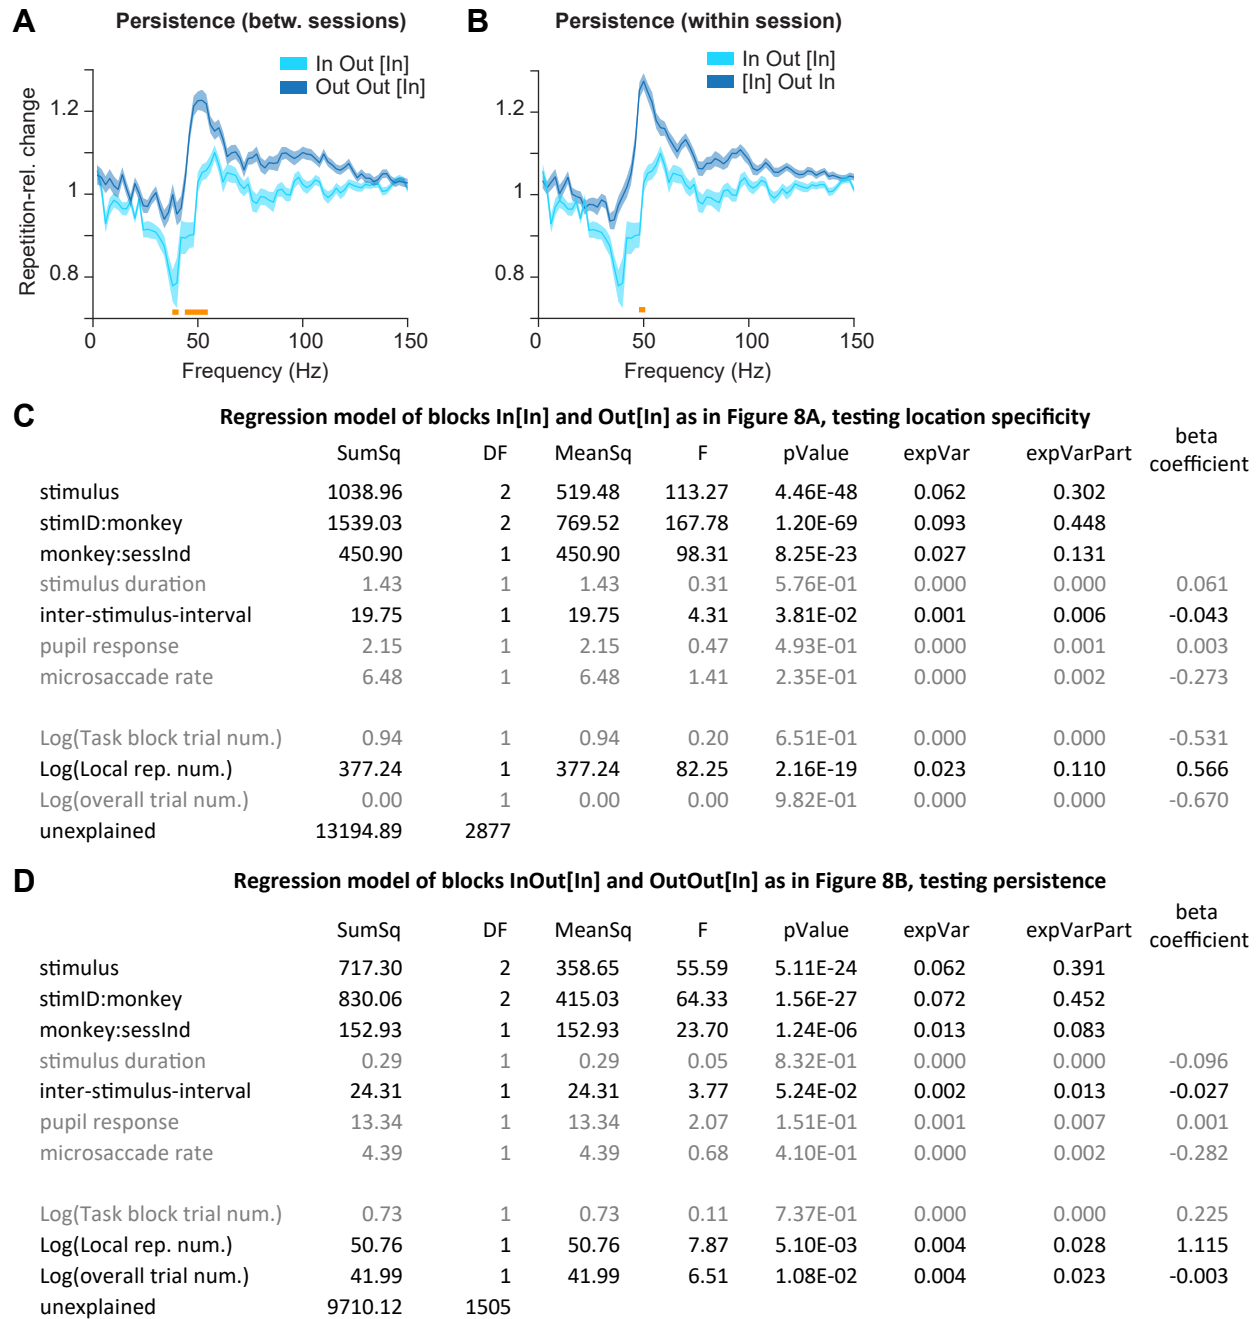 A Persistence (betw. sessions)
In Out [In]
Out Out [In]
Repetition-rel. change
1.2
1
0.8
0 50 100 150
Frequency (Hz)
B Persistence (within session)
In Out [In]
[In] Out In
1.2
1
0.8
0 50 100 150
Frequency (Hz)
C Regression model of blocks In[In] and Out[In] as in Figure 8A, testing location specificity
SumSq DF MeanSq F pValue expVar expVarPart beta coefficient
stimulus 1038.96 2 519.48 113.27 4.46E-48 0.062 0.302
stimID:monkey 1539.03 2 769.52 167.78 1.20E-69 0.093 0.448
monkey:sessInd 450.90 1 450.90 98.31 8.25E-23 0.027 0.131
stimulus duration 1.43 1 1.43 0.31 5.76E-01 0.000 0.000 0.061
inter-stimulus-interval 19.75 1 19.75 4.31 3.81E-02 0.001 0.006 -0.043
pupil response 2.15 1 2.15 0.47 4.93E-01 0.000 0.001 0.003
microsaccade rate 6.48 1 6.48 1.41 2.35E-01 0.000 0.002 -0.273
Log(Task block trial num.) 0.94 1 0.94 0.20 6.51E-01 0.000 0.000 -0.531
Log(Local rep. num.) 377.24 1 377.24 82.25 2.16E-19 0.023 0.110 0.566
Log(overall trial num.) 0.00 1 0.00 0.00 9.82E-01 0.000 0.000 -0.670
unexplained 13194.89 2877
D Regression model of blocks InOut[In] and OutOut[In] as in Figure 8B, testing persistence
SumSq DF MeanSq F pValue expVar expVarPart beta coefficient
stimulus 717.30 2 358.65 55.59 5.11E-24 0.062 0.391
stimID:monkey 830.06 2 415.03 64.33 1.56E-27 0.072 0.452
monkey:sessInd 152.93 1 152.93 23.70 1.24E-06 0.013 0.083
stimulus duration 0.29 1 0.29 0.05 8.32E-01 0.000 0.000 -0.096
inter-stimulus-interval 24.31 1 24.31 3.77 5.24E-02 0.002 0.013 -0.027
pupil response 13.34 1 13.34 2.07 1.51E-01 0.001 0.007 0.001
microsaccade rate 4.39 1 4.39 0.68 4.10E-01 0.000 0.002 -0.282
Log(Task block trial num.) 0.73 1 0.73 0.11 7.37E-01 0.000 0.000 0.225
Log(Local rep. num.) 50.76 1 50.76 7.87 5.10E-03 0.004 0.028 1.115
Log(overall trial num.) 41.99 1 41.99 6.51 1.08E-02 0.004 0.023 -0.003
unexplained 9710.12 1505